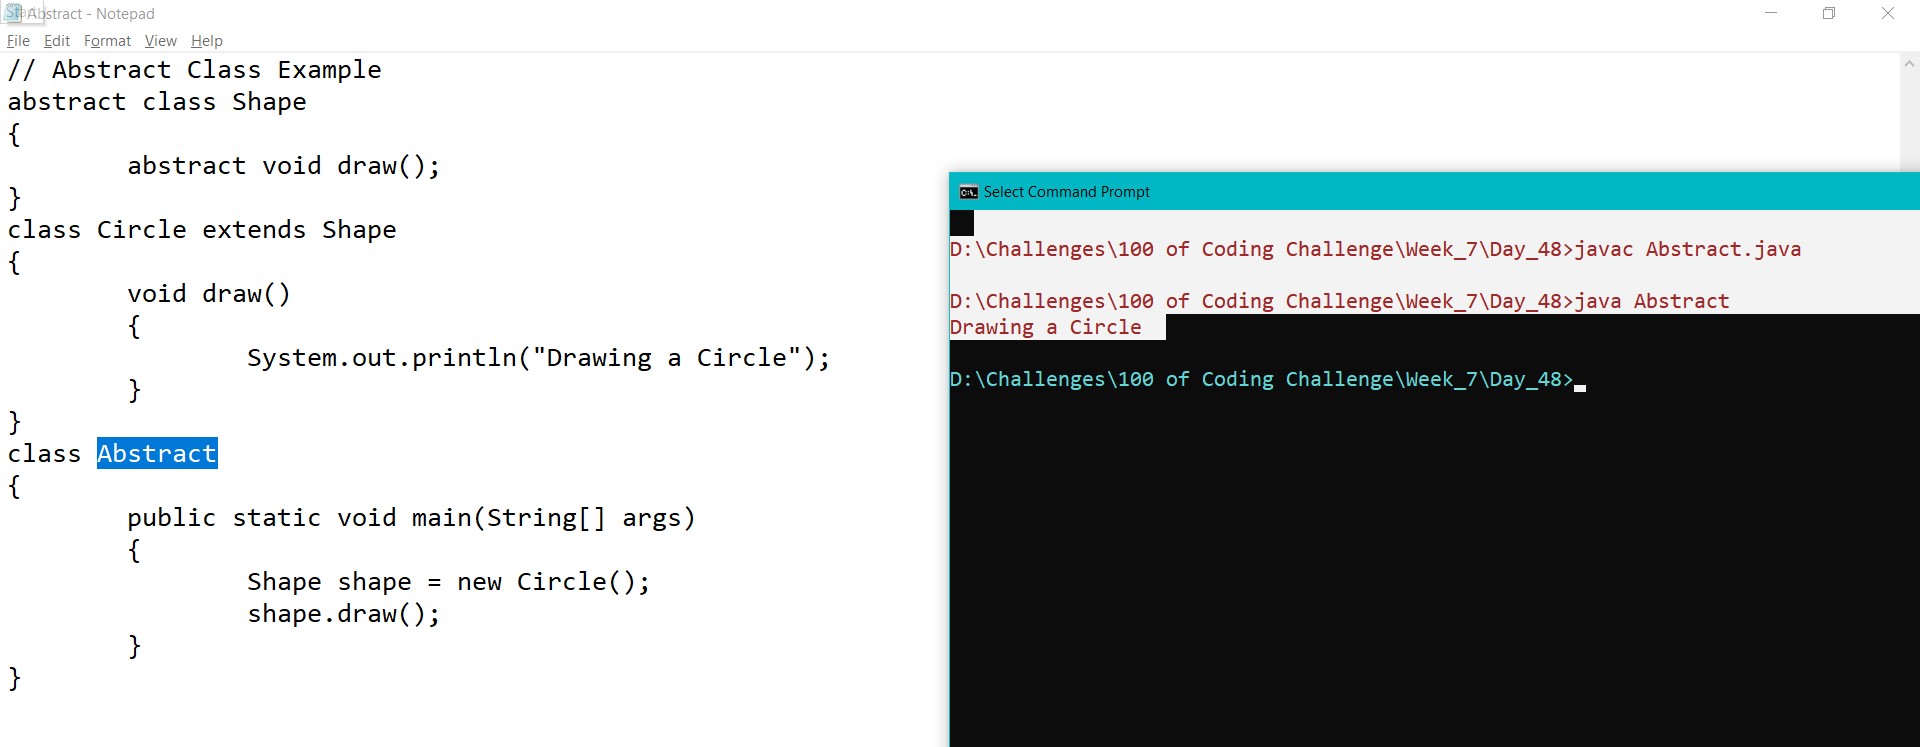 Abstract - Notepad
File Edit Format View Help
// Abstract Class Example
abstract class Shape
{
        abstract void draw();
}
class Circle extends Shape
{
        void draw()
        {
                System.out.println("Drawing a Circle");
        }
}
class Abstract
{
        public static void main(String[] args)
        {
                Shape shape = new Circle();
                shape.draw();
        }
}
Select Command Prompt
D:\Challenges\100 of Coding Challenge\Week_7\Day_48>javac Abstract.java
D:\Challenges\100 of Coding Challenge\Week_7\Day_48>java Abstract
Drawing a Circle
D:\Challenges\100 of Coding Challenge\Week_7\Day_48>